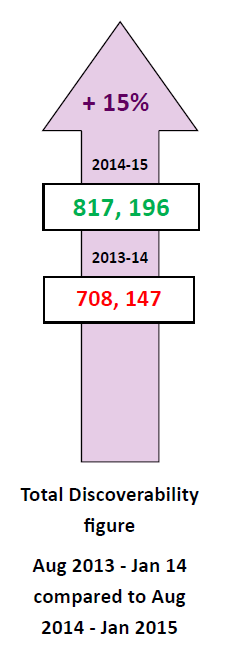 + 15%
2014-15
817, 196
2013-14
708, 147
Total Discoverability
figure
Aug 2013 - Jan 14
compared to Aug
2014 - Jan 2015